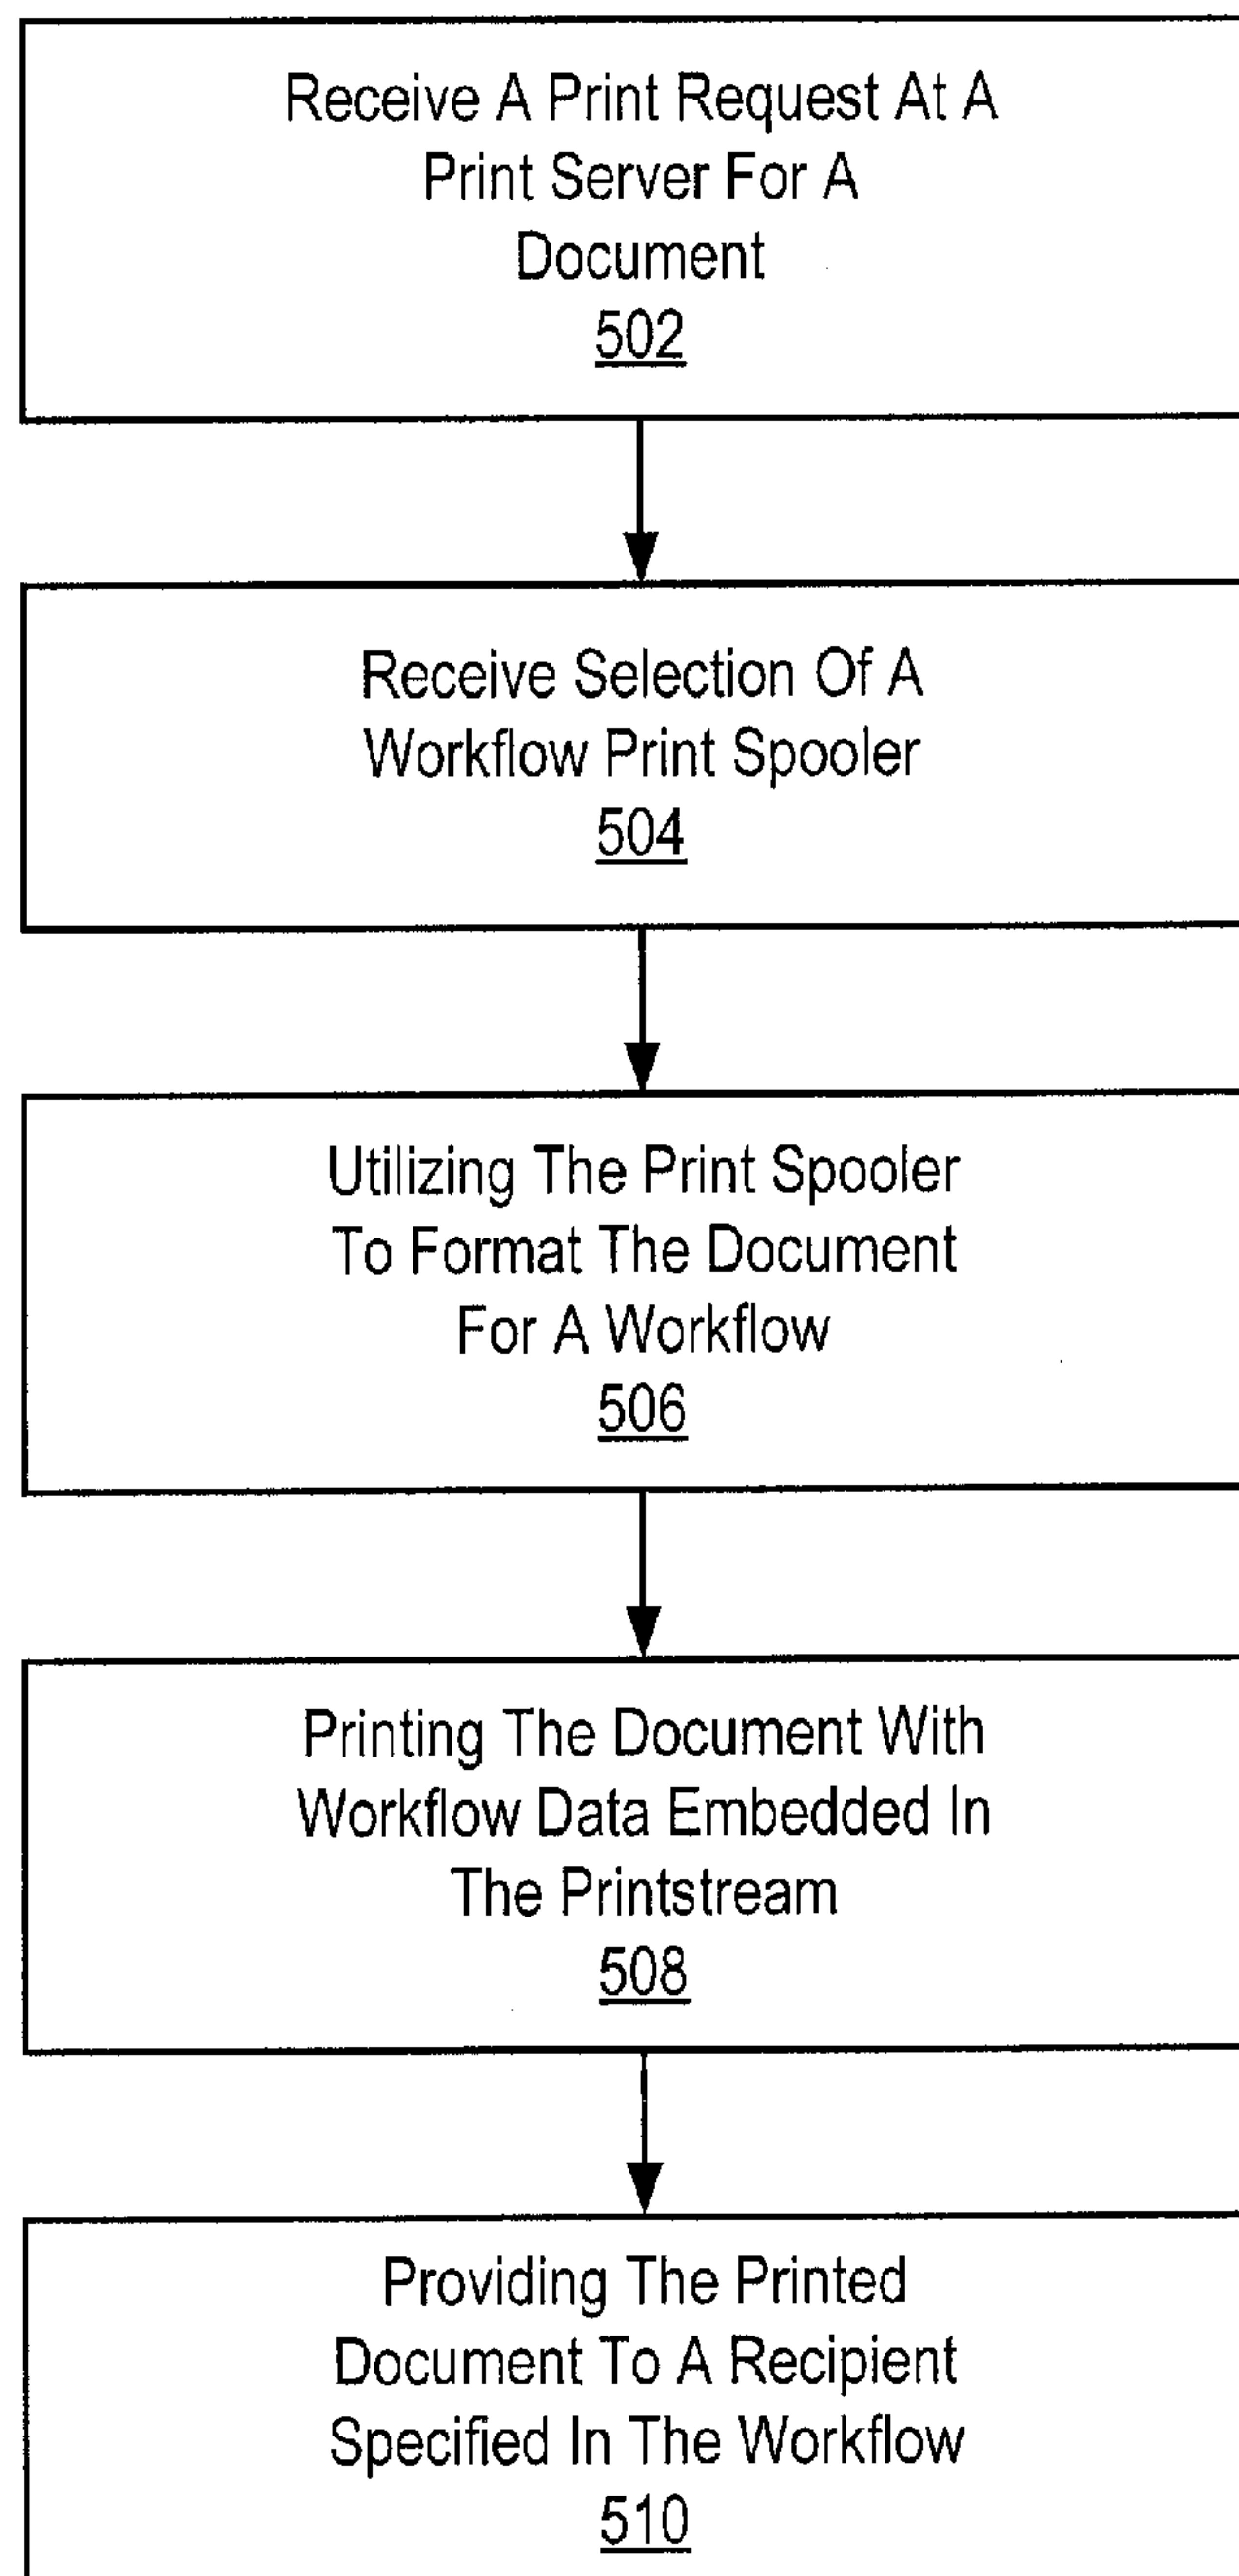 Receive A Print Request At A
Print Server For A
Document
502
Receive Selection Of A
Workflow Print Spooler
504
Utilizing The Print Spooler
To Format The Document
For A Workflow
506
Printing The Document With
Workflow Data Embedded In
The Printstream
508
Providing The Printed
Document To A Recipient
Specified In The Workflow
510